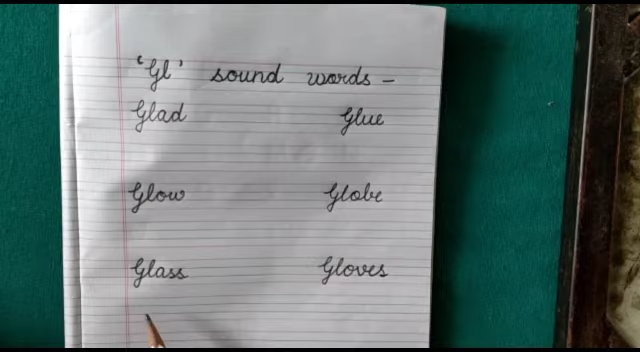 'Gl' sound words –
Glad Glue
Glow Globe
Glass Gloves